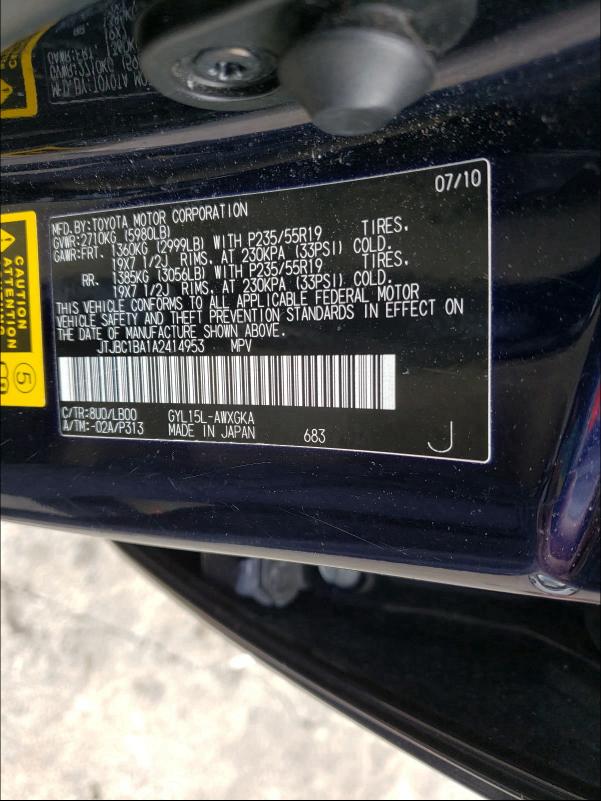 07/10
MFD.BY:TOYOTA MOTOR CORPORATION
GVWR:2710KG (5980LB)
GAWR:FRT. 1360KG (2999LB) WITH P235/55R19 TIRES,
19X7 1/2J RIMS, AT 230KPA (33PSI) COLD.
RR. 1385KG (3056LB) WITH P235/55R19 TIRES,
19X7 1/2J RIMS, AT 230KPA (33PSI) COLD.
THIS VEHICLE CONFORMS TO ALL APPLICABLE FEDERAL MOTOR
VEHICLE SAFETY AND THEFT PREVENTION STANDARDS IN EFFECT ON
THE DATE OF MANUFACTURE SHOWN ABOVE.
JTJBC1BA1A2414953 MPV
C/TR:8U0/LB00 GYL15L-AWXGKA
A/TM:-02A/P313 MADE IN JAPAN 683
J
CAUTION
ATTENTION
5